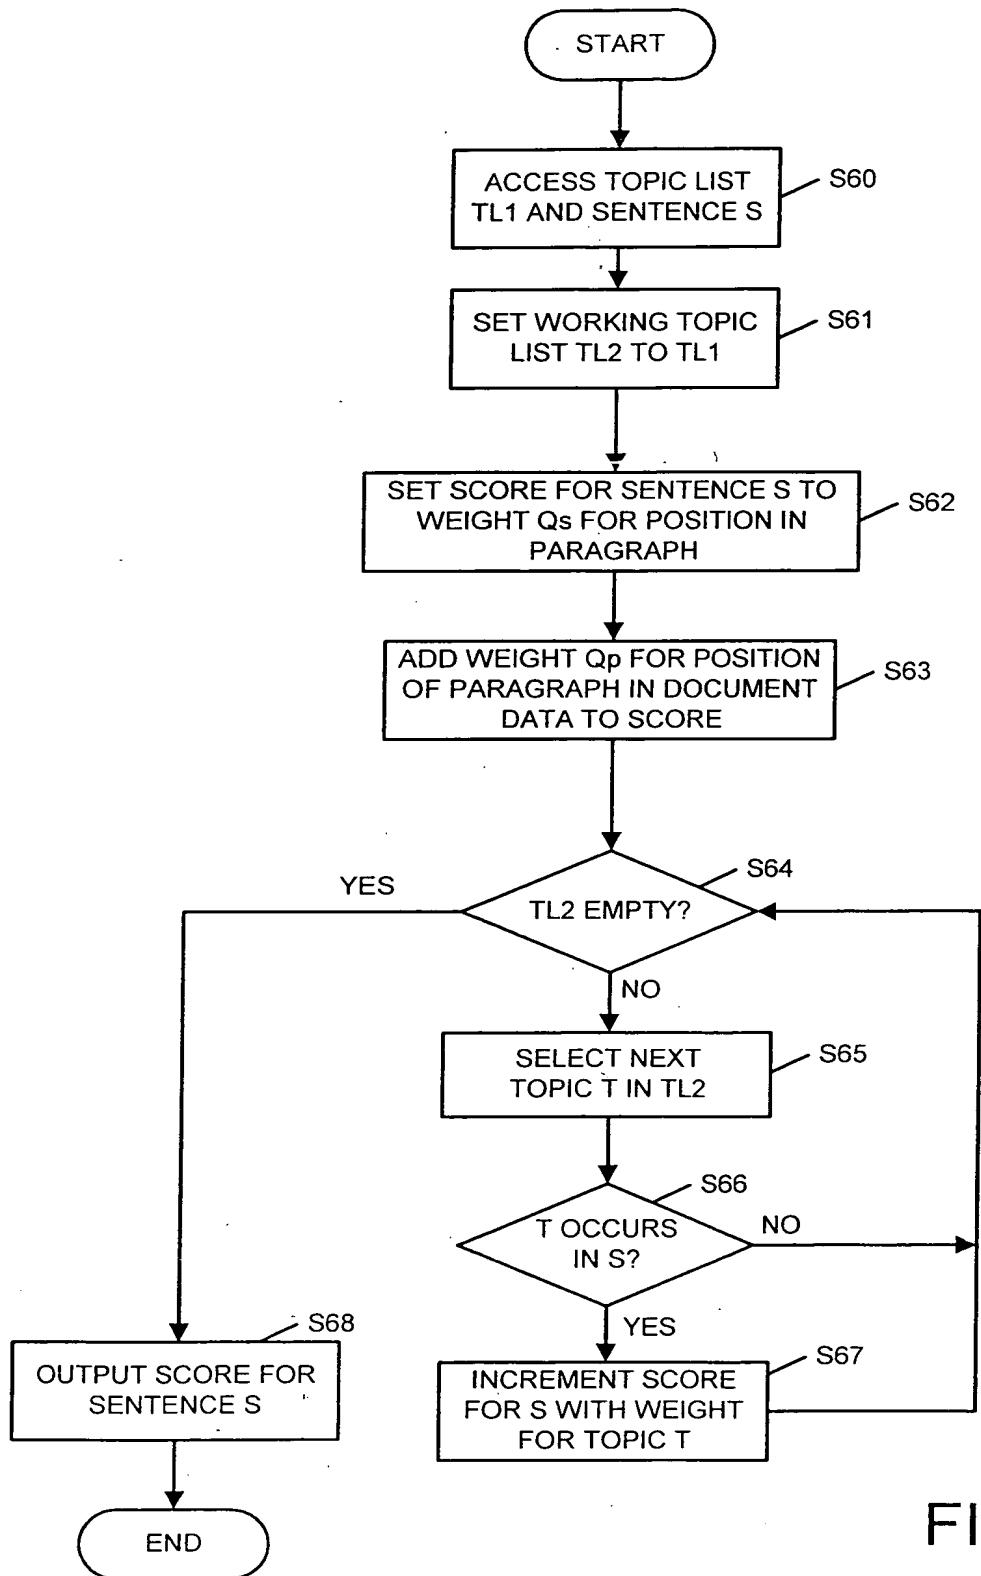 START
ACCESS TOPIC LIST
TL1 AND SENTENCE S
S60
SET WORKING TOPIC
LIST TL2 TO TL1
S61
SET SCORE FOR SENTENCE S TO
WEIGHT Qs FOR POSITION IN
PARAGRAPH
S62
ADD WEIGHT Qp FOR POSITION
OF PARAGRAPH IN DOCUMENT
DATA TO SCORE
S63
S64
YES
TL2 EMPTY?
NO
SELECT NEXT
TOPIC T IN TL2
S65
S66
T OCCURS
IN S?
NO
YES
S67
INCREMENT SCORE
FOR S WITH WEIGHT
FOR TOPIC T
S68
OUTPUT SCORE FOR
SENTENCE S
END
FI